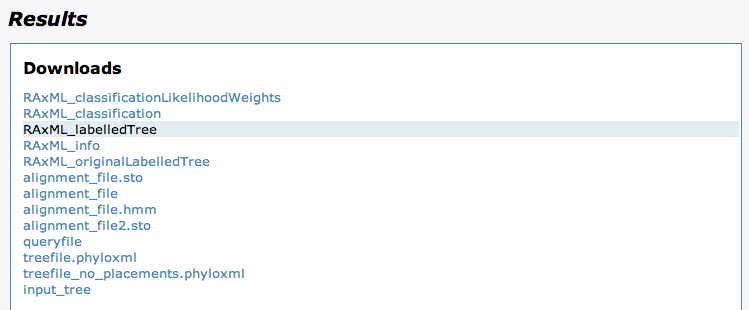 Results
Downloads
RAxML_classificationLikelihoodWeights
RAxML_classification
RAxML_labelledTree
RAxML_info
RAxML_originalLabelledTree
alignment_file.sto
alignment_file
alignment_file.hmm
alignment_file2.sto
queryfile
treefile.phyloxml
treefile_no_placements.phyloxml
input_tree